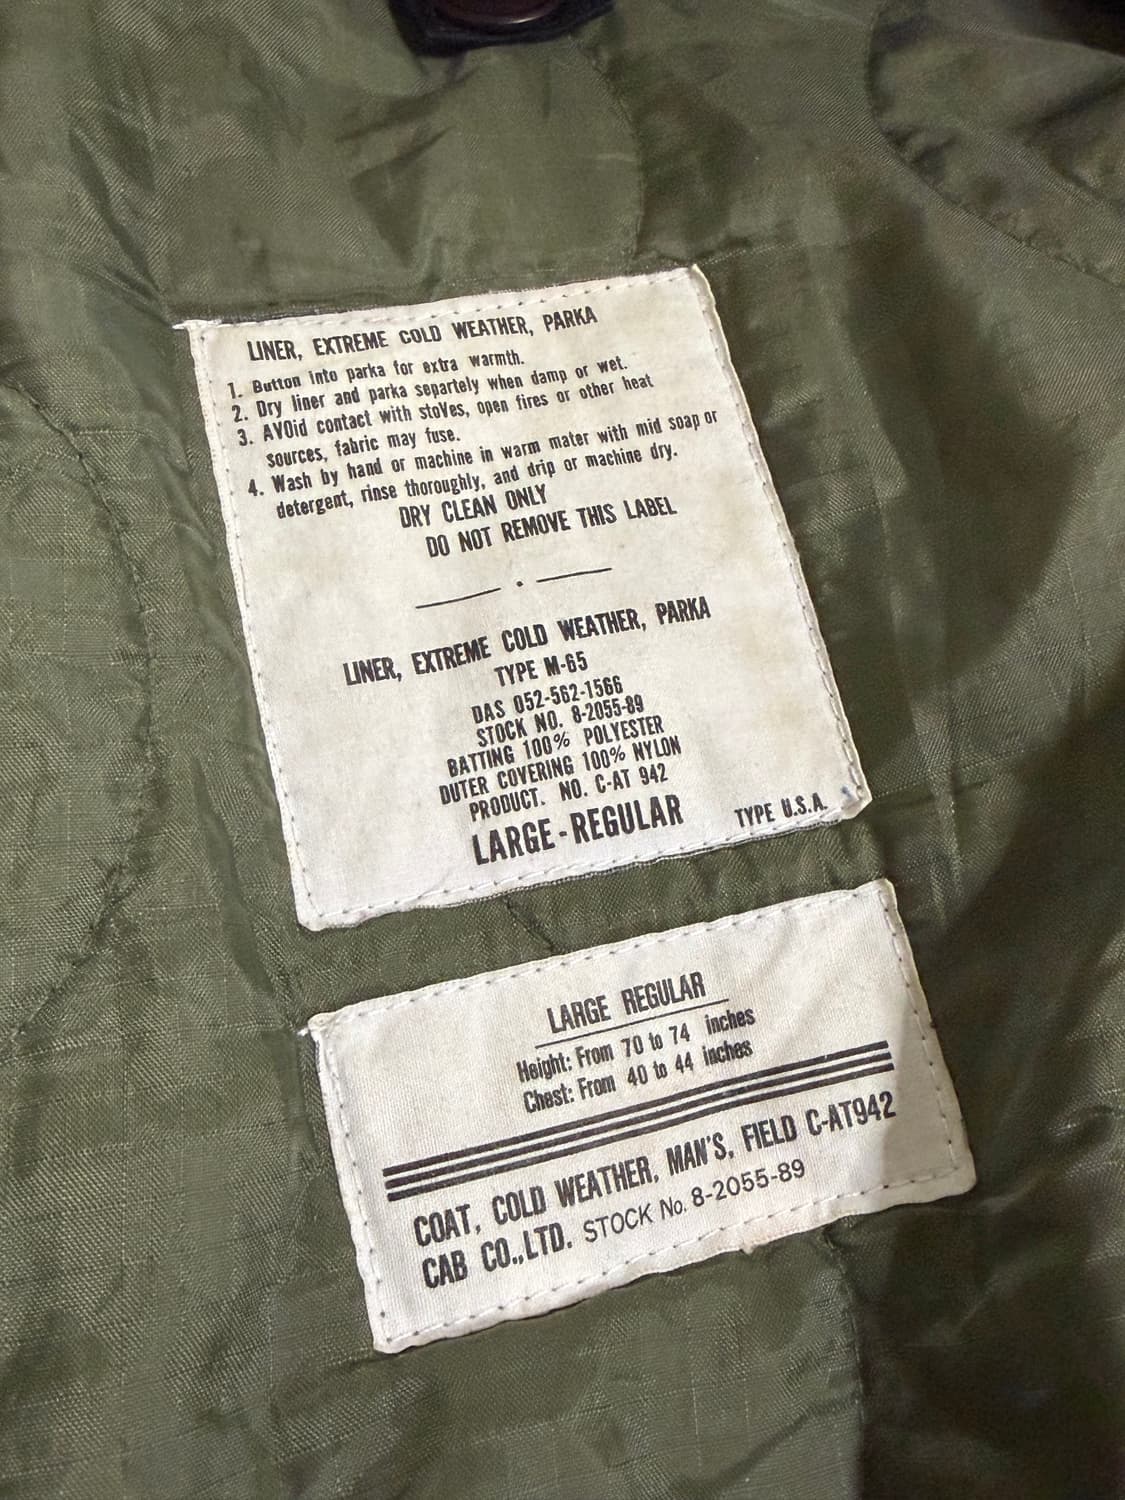 LINER, EXTREME COLD WEATHER, PARKA
1. Button into parka for extra warmth.
2. Dry liner and parka separtely when damp or wet.
3. AVOid contact with stoVes, open fires or other heat
sources, fabric may fuse.
4. Wash by hand or machine in warm mater with mid soap or
detergent, rinse thoroughly, and drip or machine dry.
DRY CLEAN ONLY
DO NOT REMOVE THIS LABEL
LINER, EXTREME COLD WEATHER, PARKA
TYPE M-65
DAS 052-562-1566
STOCK NO. 8-2055-89
BATTING 100% POLYESTER
DUTER COVERING 100% NYLON
PRODUCT. NO. C-AT 942
LARGE-REGULAR TYPE U.S.A.
LARGE REGULAR
Height: From 70 to 74 inches
Chest: From 40 to 44 inches
COAT, COLD WEATHER, MAN'S, FIELD C-AT942
CAB CO.,LTD. STOCK No. 8-2055-89